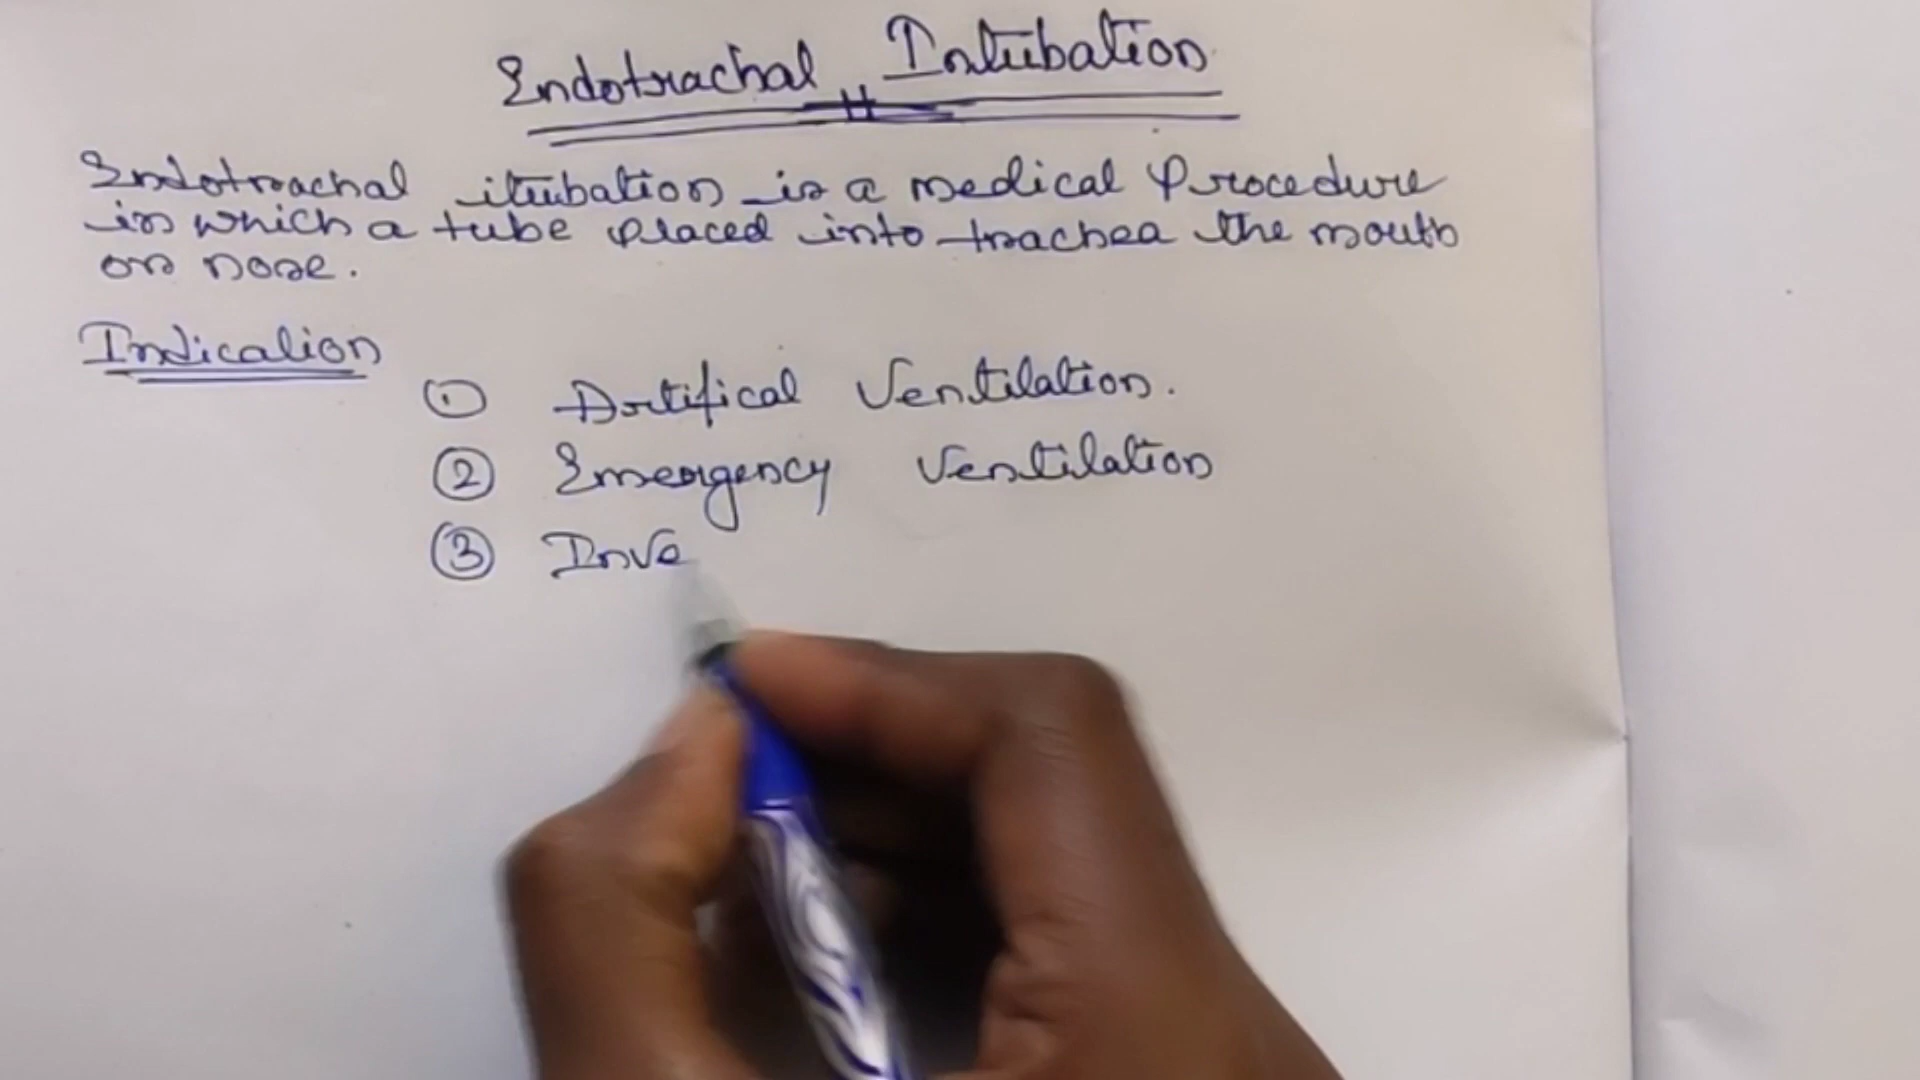 Endotrachal Intubation
Endotrachal itubation is a medical Procedure
in which a tube placed into trachea the mouth
or nose.
Indication
① Artifical Ventilation.
② Emergency Ventilation
③ Inve